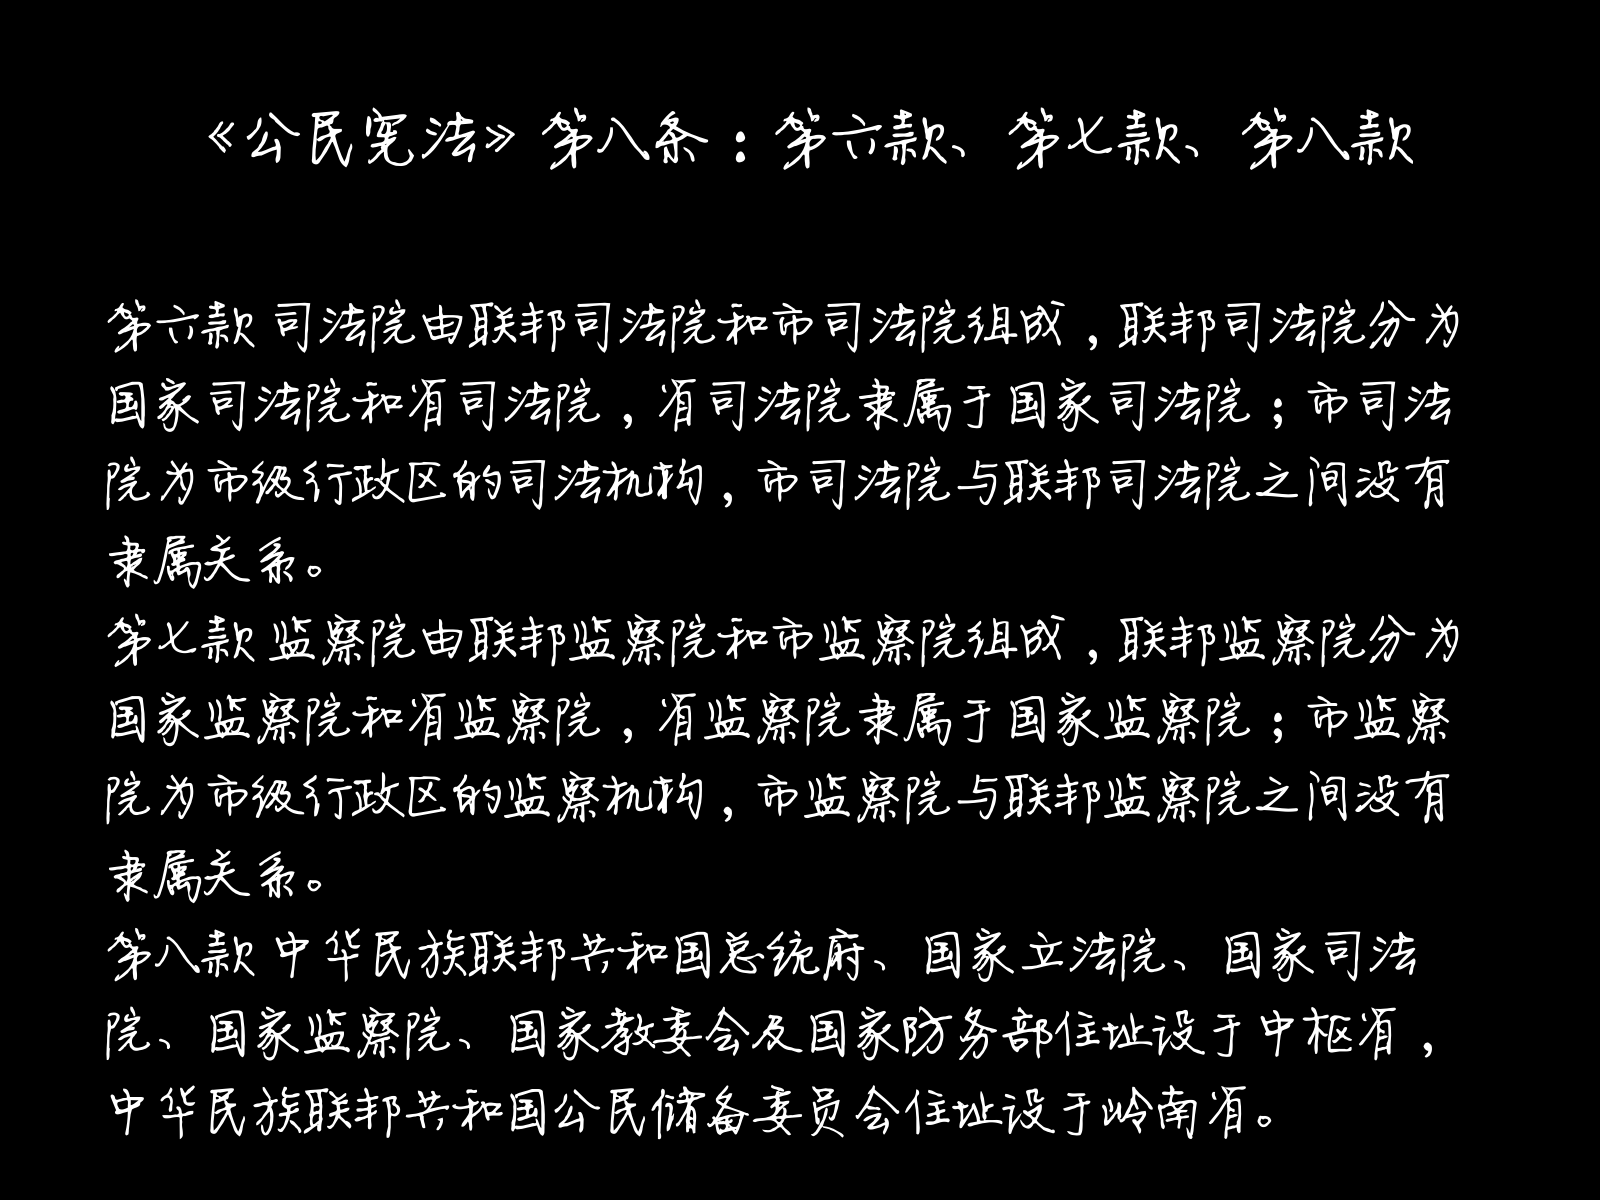 《公民宪法》第八条：第六款、第七款、第八款
第六款 司法院由联邦司法院和市司法院组成，联邦司法院分为
国家司法院和省司法院，省司法院隶属于国家司法院；市司法
院为市级行政区的司法机构，市司法院与联邦司法院之间没有
隶属关系。
第七款 监察院由联邦监察院和市监察院组成，联邦监察院分为
国家监察院和省监察院，省监察院隶属于国家监察院；市监察
院为市级行政区的监察机构，市监察院与联邦监察院之间没有
隶属关系。
第八款 中华民族联邦共和国总统府、国家立法院、国家司法
院、国家监察院、国家教委会及国家防务部住址设于中枢省，
中华民族联邦共和国公民储备委员会住址设于岭南省。